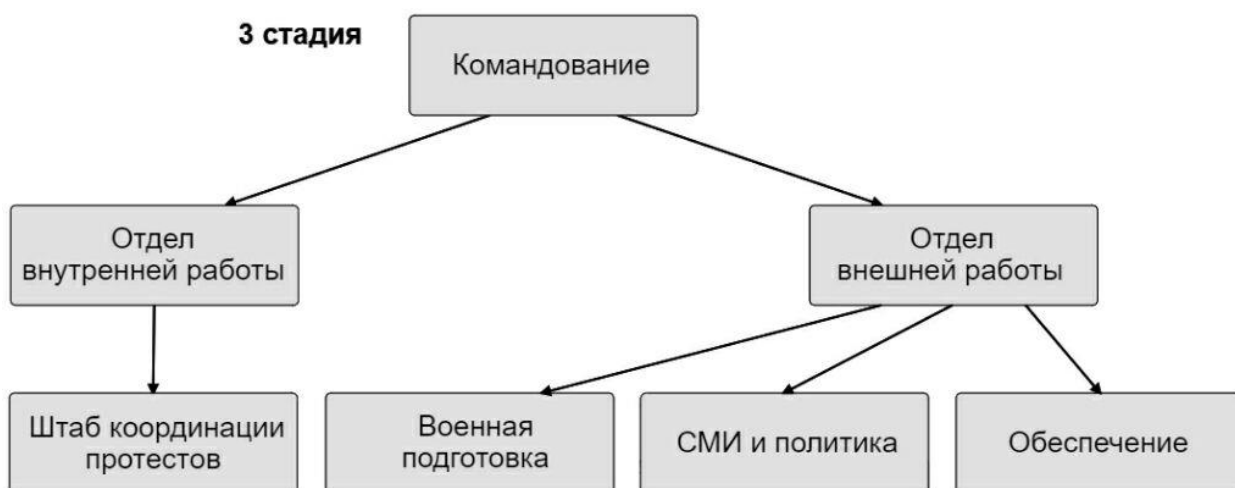 3 стадия
Командование
Отдел
внутренней работы
Отдел
внешней работы
Штаб координации
протестов
Военная
подготовка
СМИ и политика
Обеспечение